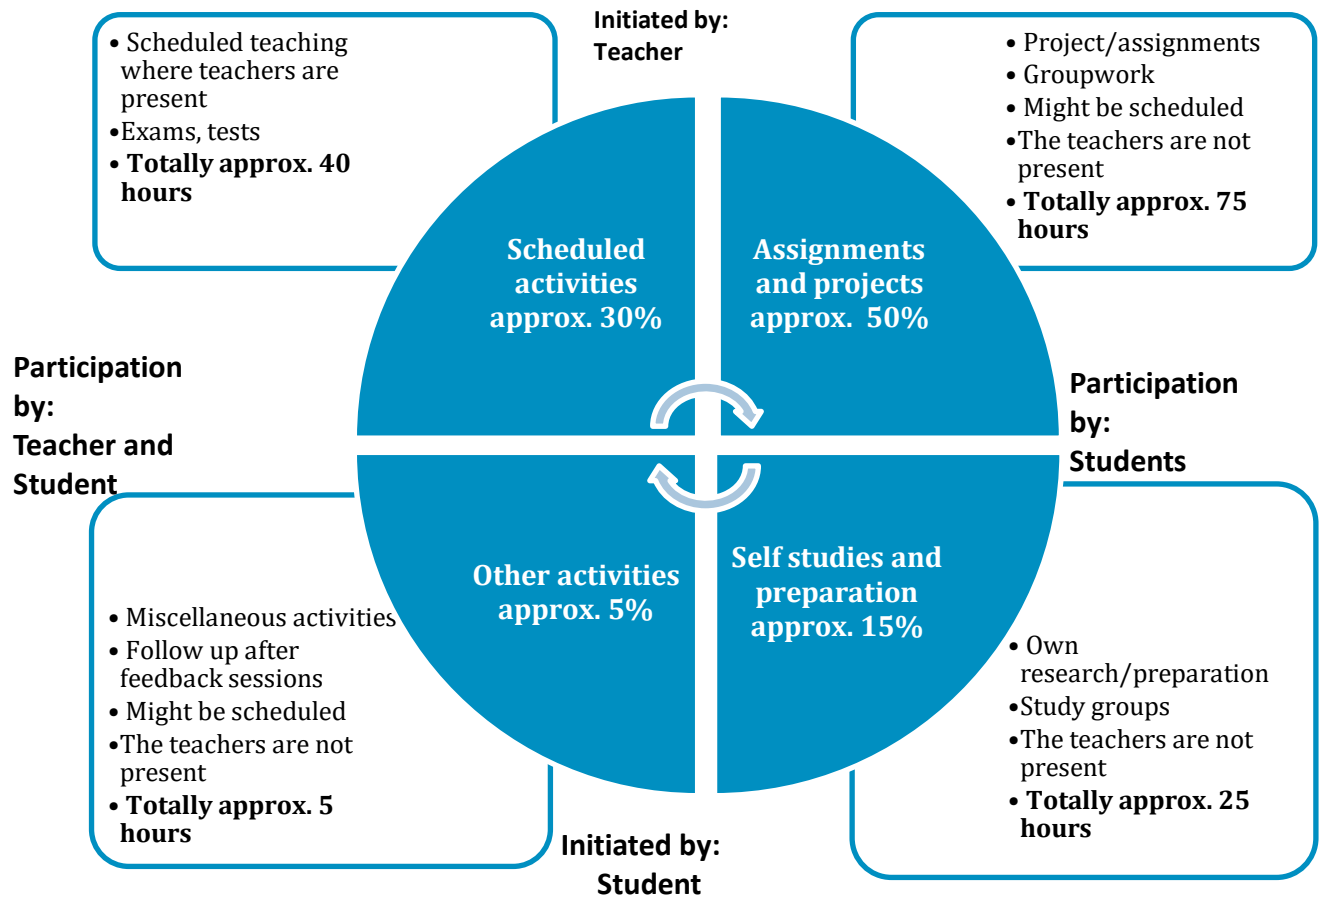 Initiated by:
Teacher
• Scheduled teaching
where teachers are
present
•Exams, tests
• Totally approx. 40
hours
• Project/assignments
• Groupwork
• Might be scheduled
•The teachers are not
present
• Totally approx. 75
hours
Scheduled
activities
approx. 30%
Assignments
and projects
approx.  50%
Participation
by:
Teacher and
Student
Participation
by:
Students
Other activities
approx. 5%
Self studies and
preparation
approx. 15%
• Miscellaneous activities
• Follow up after
feedback sessions
• Might be scheduled
•The teachers are not
present
• Totally approx. 5
hours
• Own
research/preparation
•Study groups
•The teachers are not
present
• Totally approx. 25
hours
Initiated by:
Student